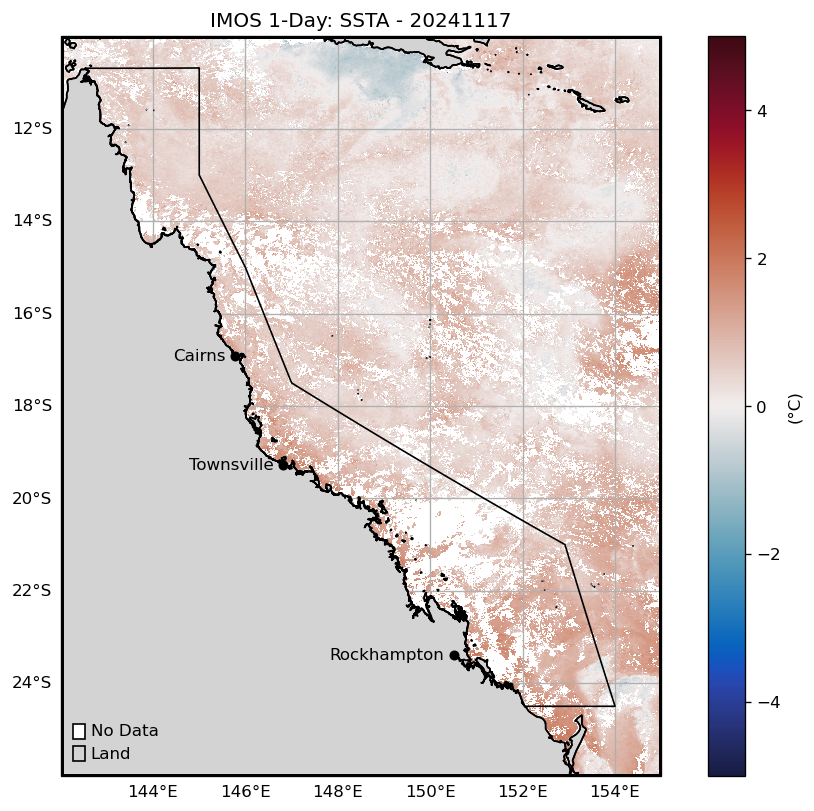 IMOS 1-Day: SSTA - 20241117
12°S
14°S
16°S
18°S
20°S
22°S
24°S
Cairns
Townsville
Rockhampton
No Data
Land
144°E 146°E 148°E 150°E 152°E 154°E
4
2
0
−2
−4
(°C)